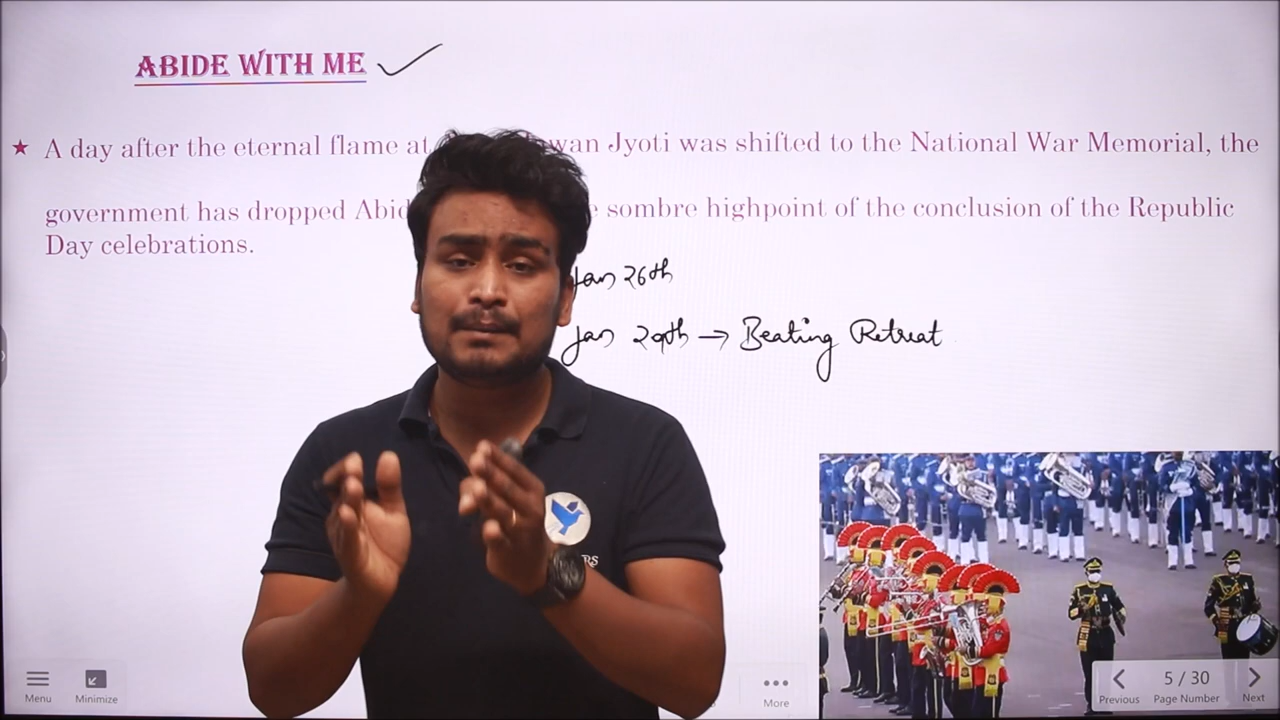 ABIDE WITH ME
A day after the eternal flame at wan Jyoti was shifted to the National War Memorial, the
government has dropped Abid sombre highpoint of the conclusion of the Republic
Day celebrations.
Jan 26th
Jan 29th → Beating Retreat
Menu
Minimize
More
Previous
5 / 30
Page Number
Next